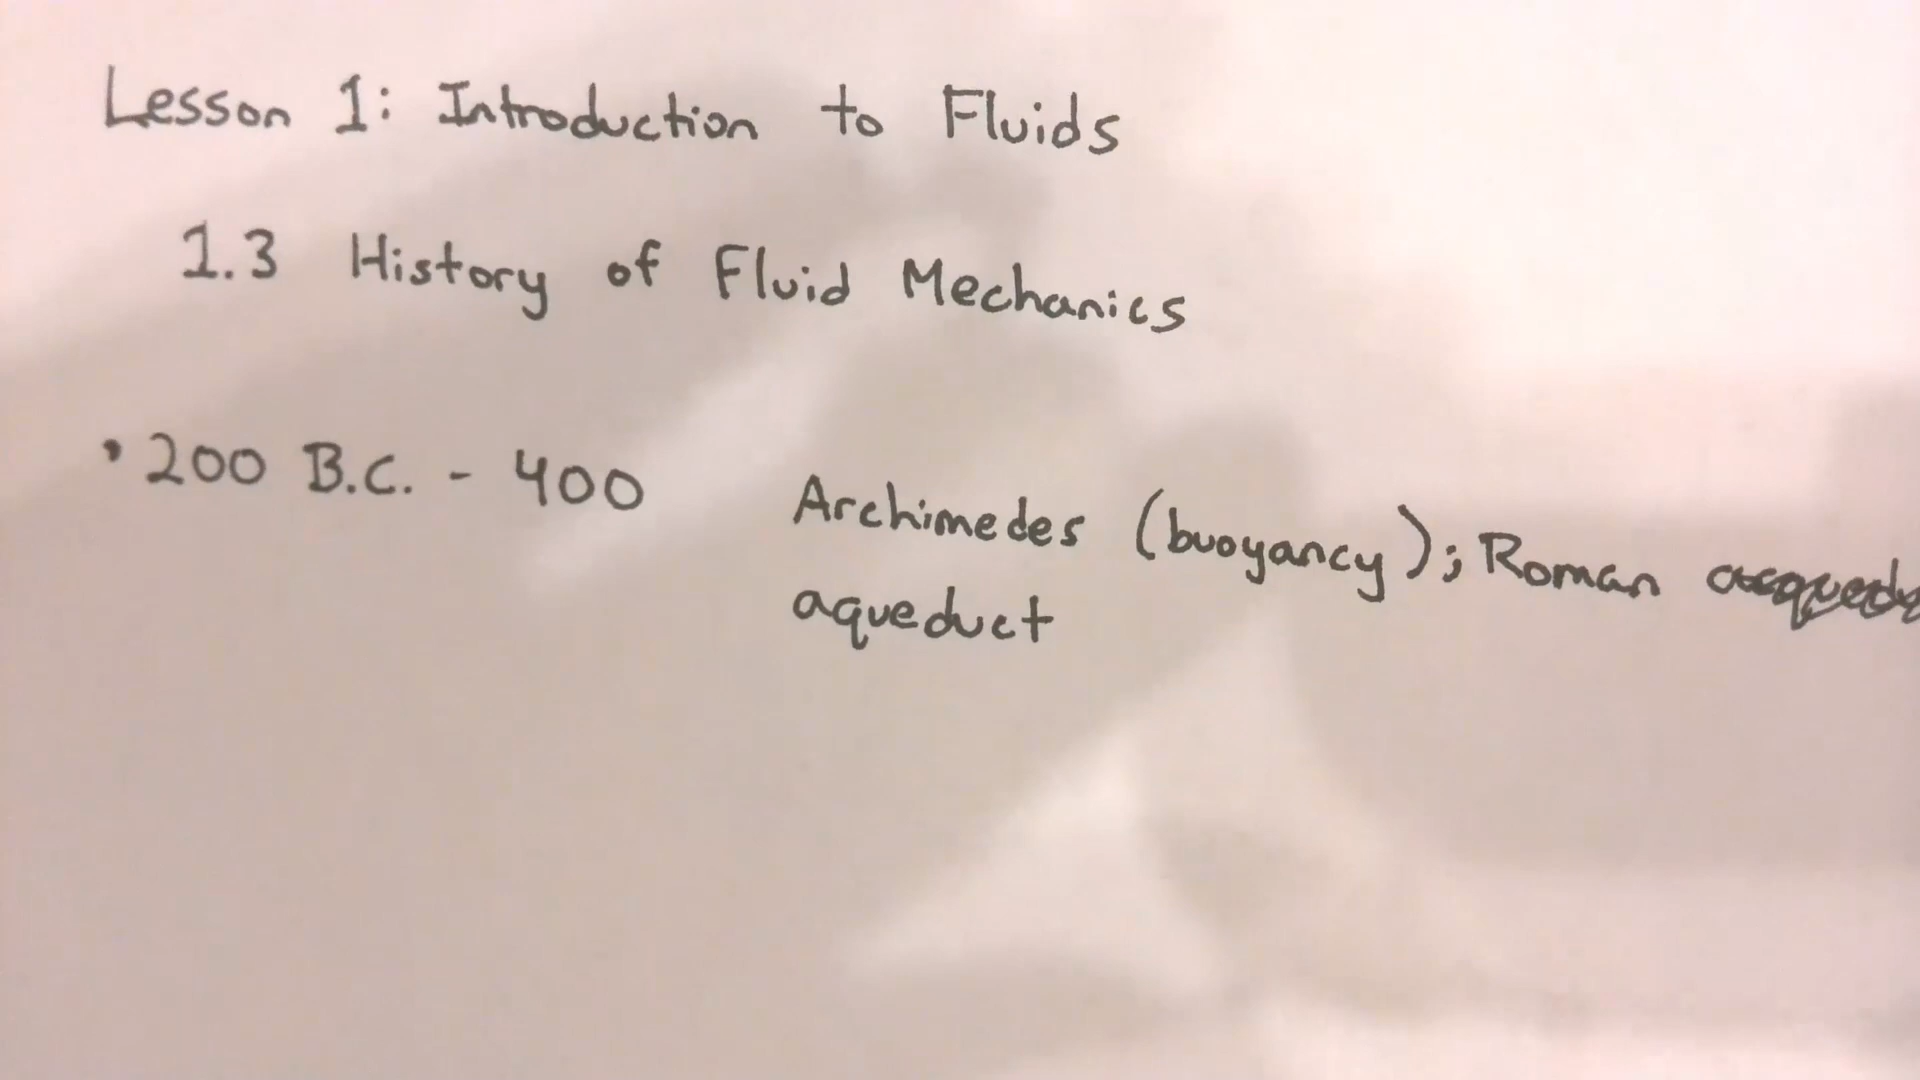 Lesson 1: Introduction to Fluids
1.3 History of Fluid Mechanics
• 200 B.C. - 400 Archimedes (buoyancy); Roman
aqueduct